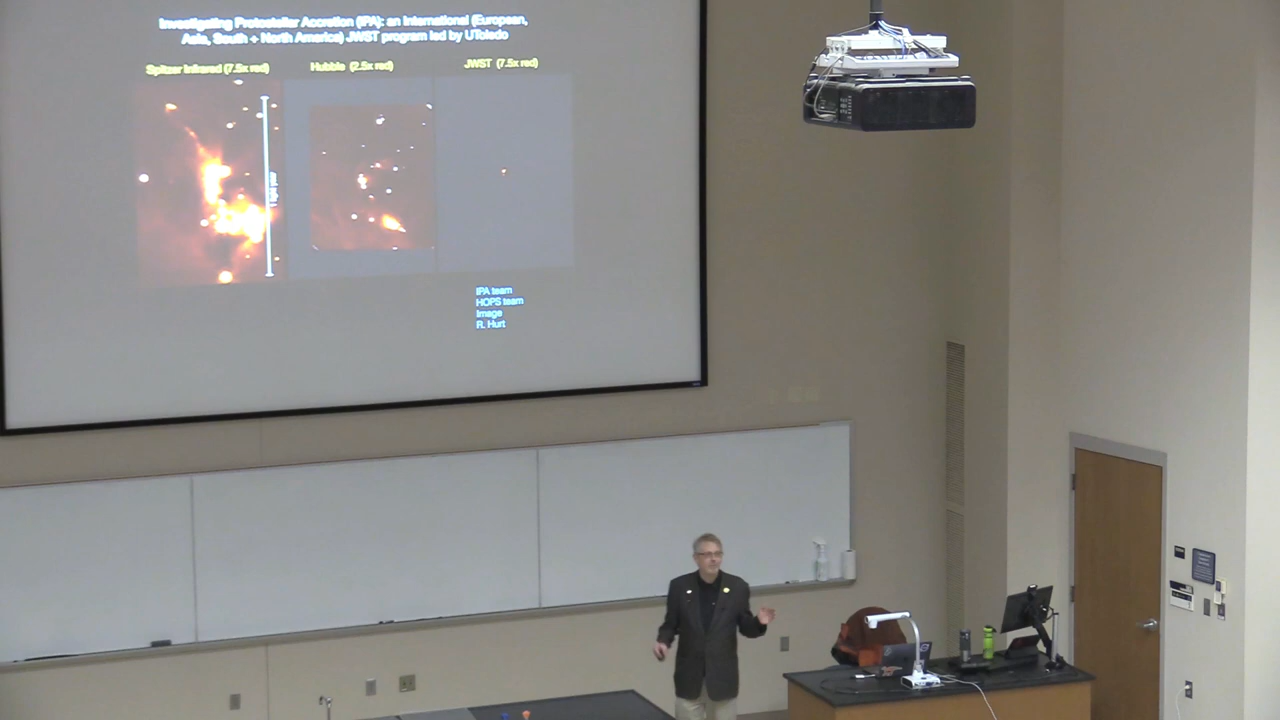 Investigating Protostellar Accretion (IPA): an International (European,
Asia, South + North America) JWST program led by UToledo
Spitzer Infrared (7.5x red)
Hubble (2.5x red)
JWST (7.5x red)
IPA team
HOPS team
Image
R. Hurt